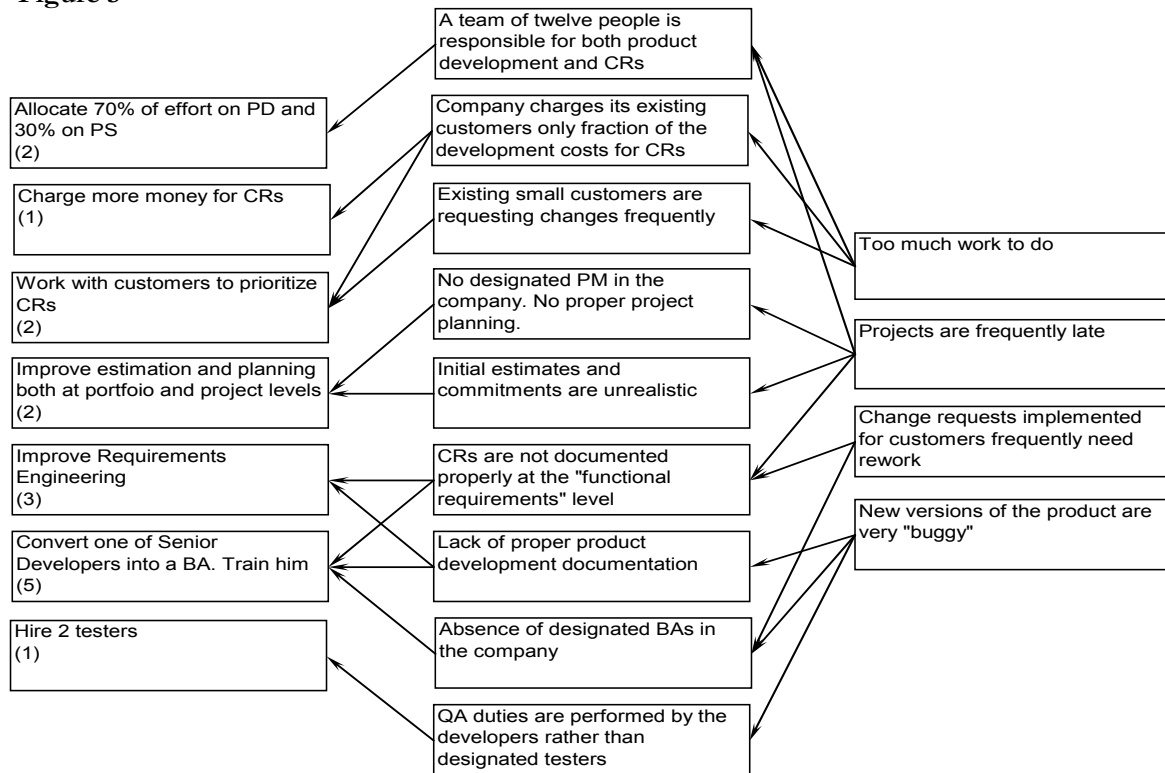 Figure
Allocate 70% of effort on PD and
30% on PS
(2)
Charge more money for CRs
(1)
Work with customers to prioritize
CRs
(2)
Improve estimation and planning
both at portfoio and project levels
(2)
Improve Requirements
Engineering
(3)
Convert one of Senior
Developers into a BA. Train him
(5)
Hire 2 testers
(1)
A team of twelve people is
responsible for both product
development and CRs
Company charges its existing
customers only fraction of the
development costs for CRs
Existing small customers are
requesting changes frequently
No designated PM in the
company. No proper project
planning.
Initial estimates and
commitments are unrealistic
CRs are not documented
properly at the "functional
requirements" level
Lack of proper product
development documentation
Absence of designated BAs in
the company
QA duties are performed by the
developers rather than
designated testers
Too much work to do
Projects are frequently late
Change requests implemented
for customers frequently need
rework
New versions of the product are
very "buggy"